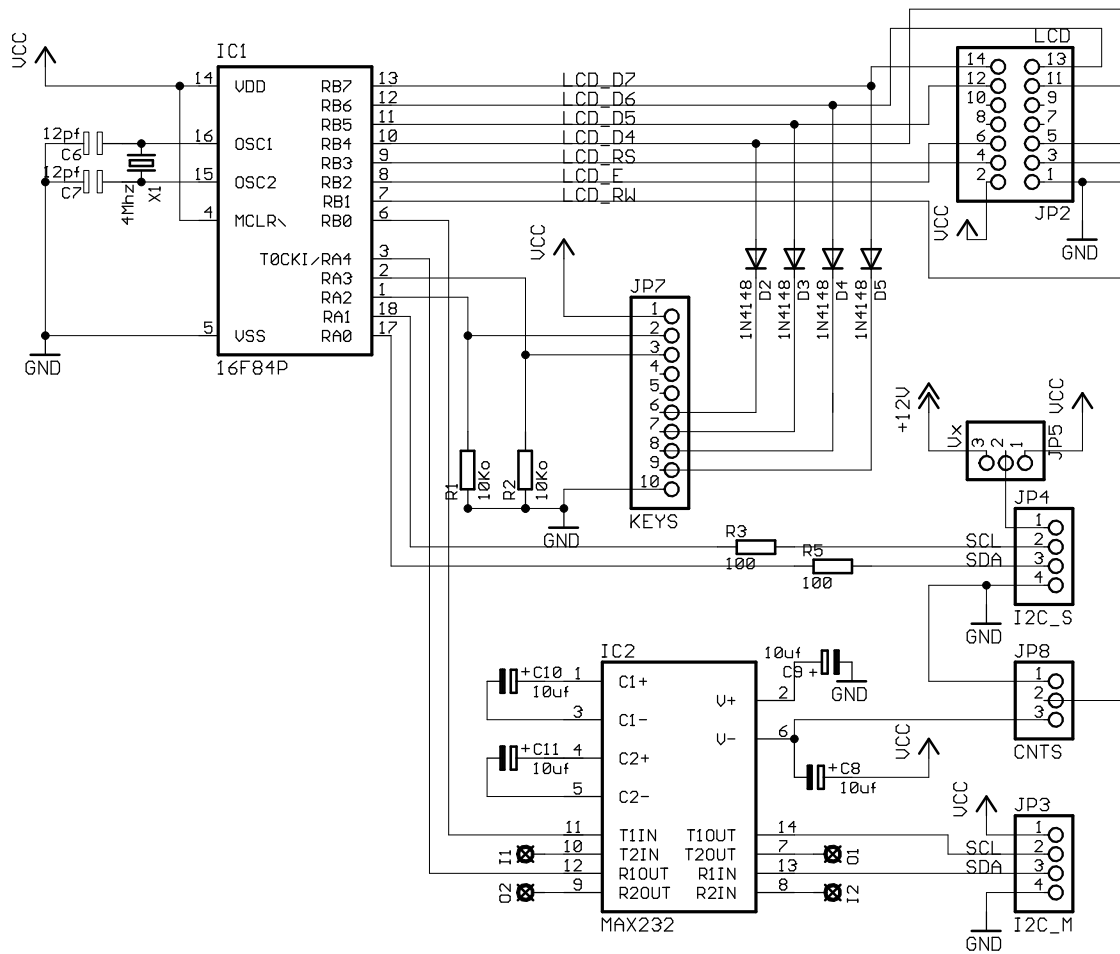 VCC
IC1
14 VDD
RB7 13
LCD_D7
RB6 12
LCD_D6
RB5 11
LCD_D5
16 OSC1
RB4 10
LCD_D4
RB3 9
LCD_RS
15 OSC2
RB2 8
LCD_E
RB1 7
LCD_RW
4 MCLR\
RB0 6
T0CKI/RA4 3
RA3 2
RA2 1
RA1 18
5 VSS
RA0 17
16F84P
12pf
C6
12pf
C7
4Mhz
X1
GND
LCD
14 13
12 11
10 9
8 7
6 5
4 3
2 1
JP2
VCC
GND
VCC
JP7
1
2
3
4
5
6
7
8
9
10
KEYS
1N4148
D2
1N4148
D3
1N4148
D4
1N4148
D5
R1
10Ko
R2
10Ko
GND
+12V
Vx
3 2 1
JP5
VCC
R3
100
R5
100
JP4
SCL
SDA
1
2
3
4
I2C_S
GND
IC2
C10
+
10uf
1 C1+
3 C1-
C11
+
10uf
4 C2+
5 C2-
V+ 2
V- 6
10uf
C9 +
GND
+
C8
10uf
VCC
JP8
1
2
3
CNTS
11 T1IN
T1OUT 14
I1
10 T2IN
T2OUT 7
O1
12 R1OUT
R1IN 13
O2
9 R2OUT
R2IN 8
I2
MAX232
VCC
JP3
SCL
SDA
1
2
3
4
I2C_M
GND